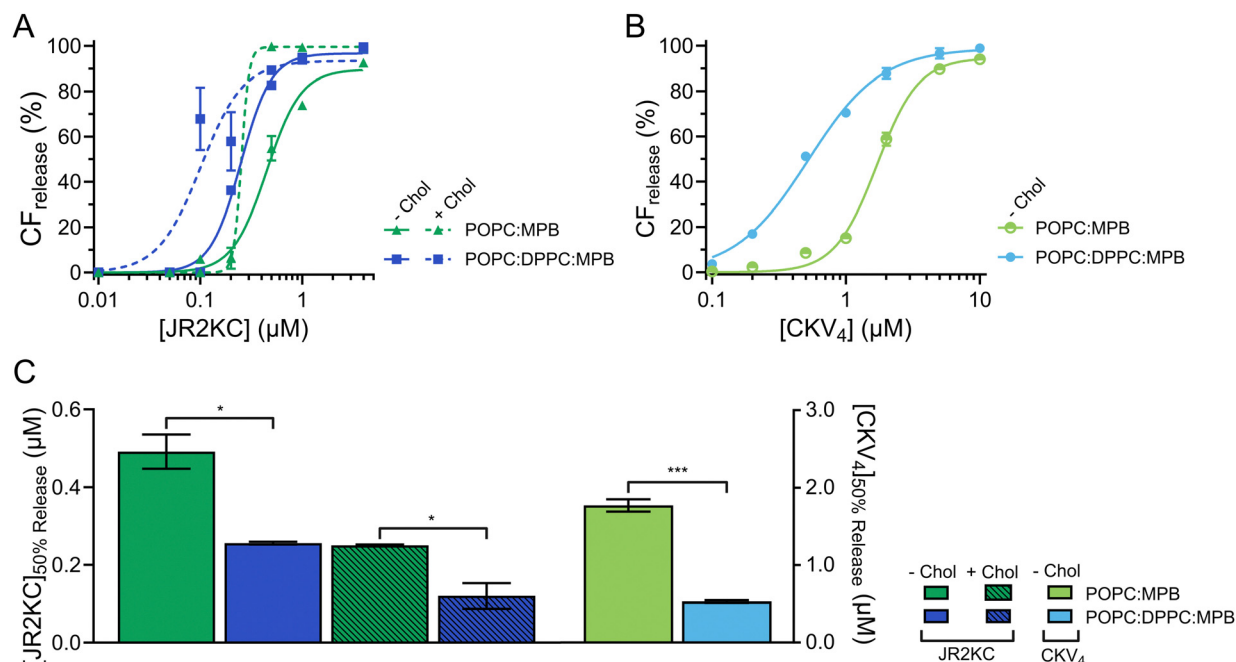 A
100
80
60
40
20
0
CFrelease (%)
0.01
0.1
1
[JR2KC] (μM)
- Chol
+ Chol
POPC:MPB
POPC:DPPC:MPB
B
100
80
60
40
20
0
CFrelease (%)
0.1
1
10
[CKV4] (μM)
- Chol
POPC:MPB
POPC:DPPC:MPB
C
0.6
0.4
0.2
0.0
[JR2KC]50% Release (μM)
*
*
***
3.0
2.0
1.0
0.0
[CKV4]50% Release (μM)
- Chol + Chol - Chol
POPC:MPB
POPC:DPPC:MPB
JR2KC CKV4